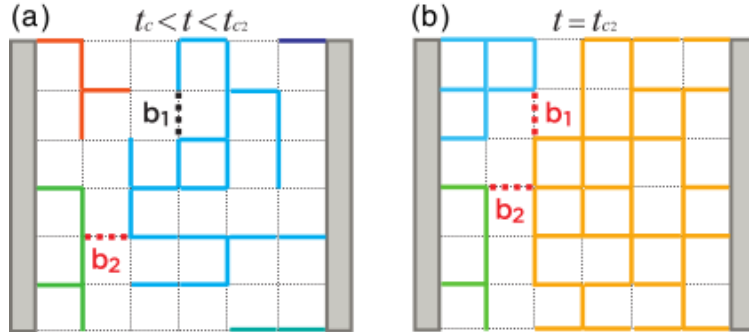 (a) t_c < t < t_c2
(b) t = t_c2
b₁
b₂
b₁
b₂